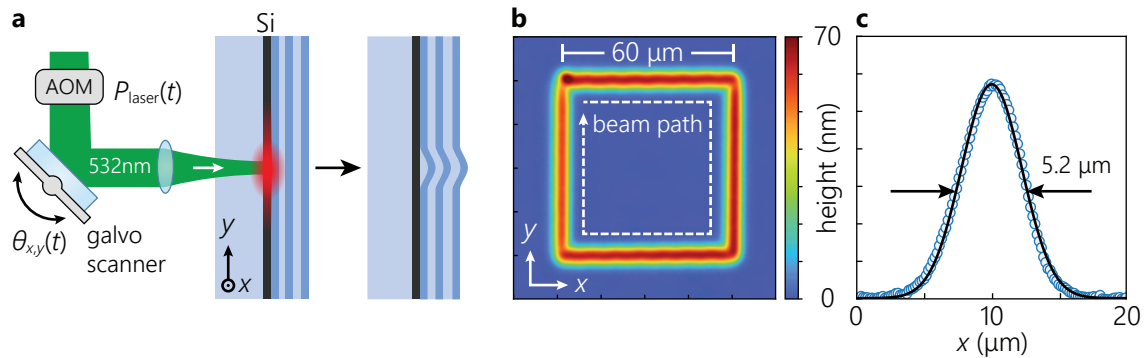 a
Si
AOM
P_laser(t)
532nm
θ_x,y(t)
galvo
scanner
y
x
b
60 μm
beam path
y
x
70
height (nm)
0
c
5.2 μm
0
10
20
x (μm)